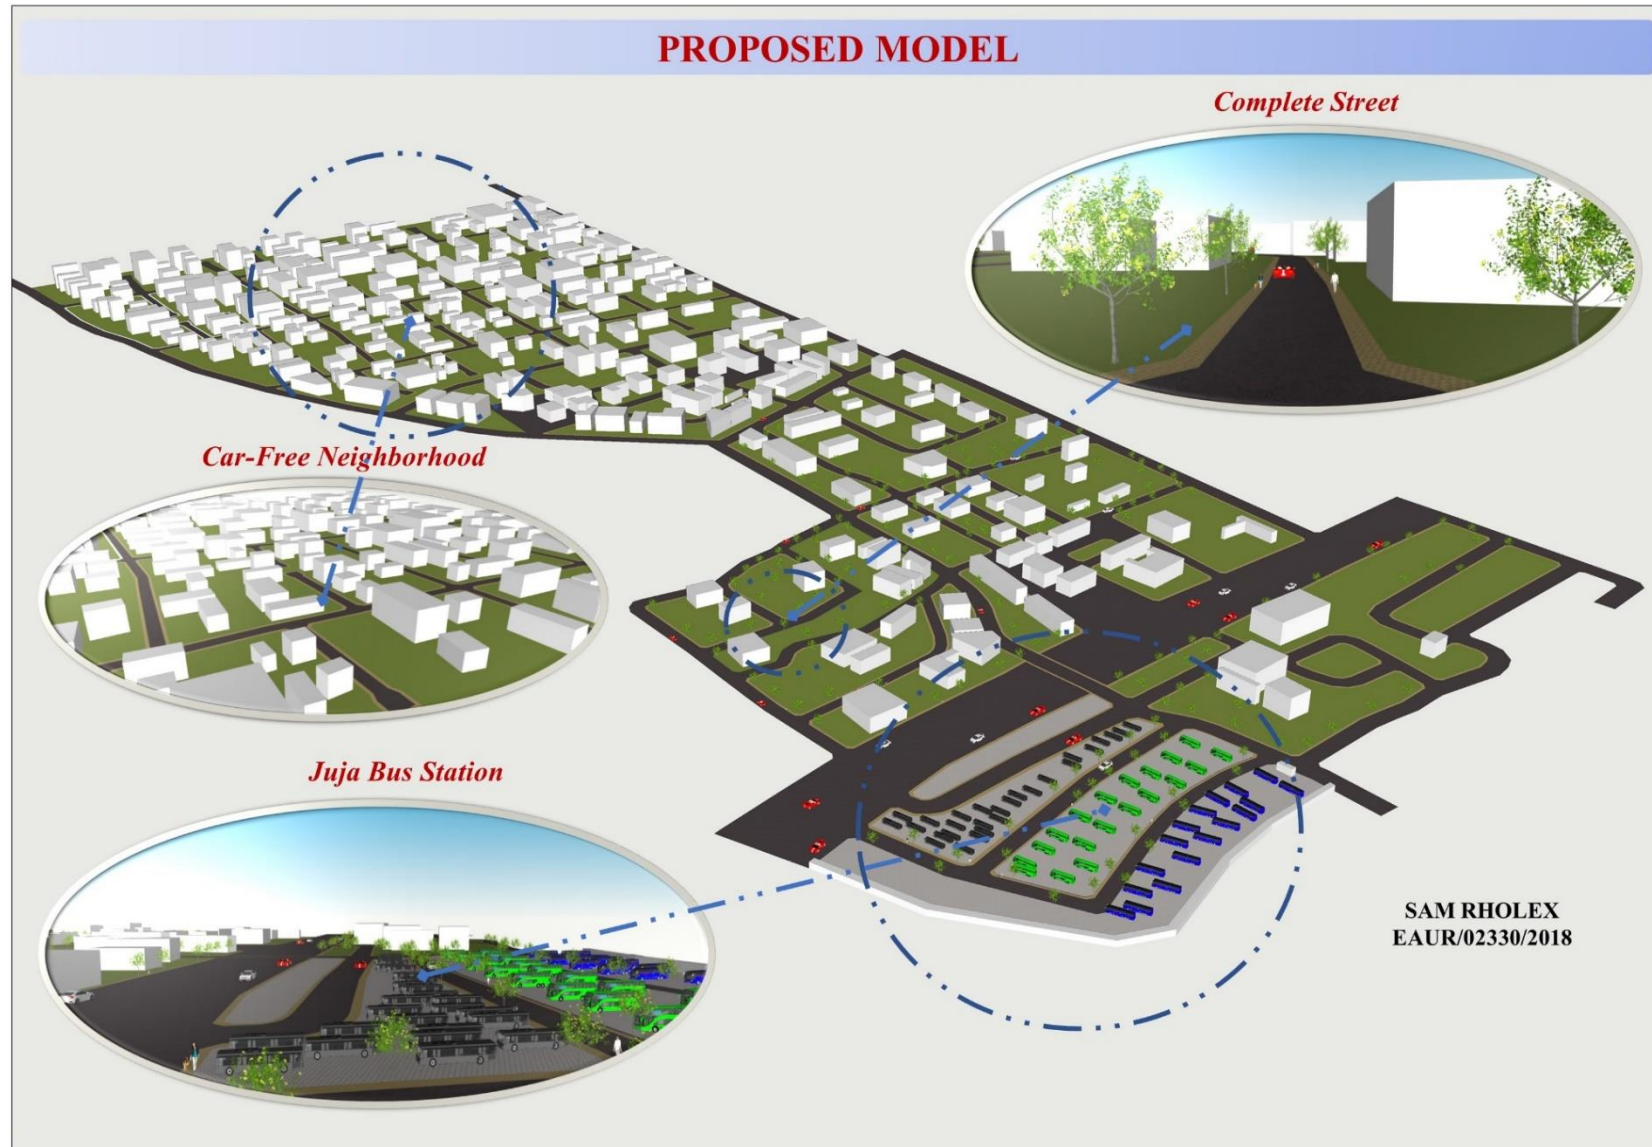 PROPOSED MODEL
Complete Street
Car-Free Neighborhood
Juja Bus Station
SAM RHOLEX
EAUR/02330/2018